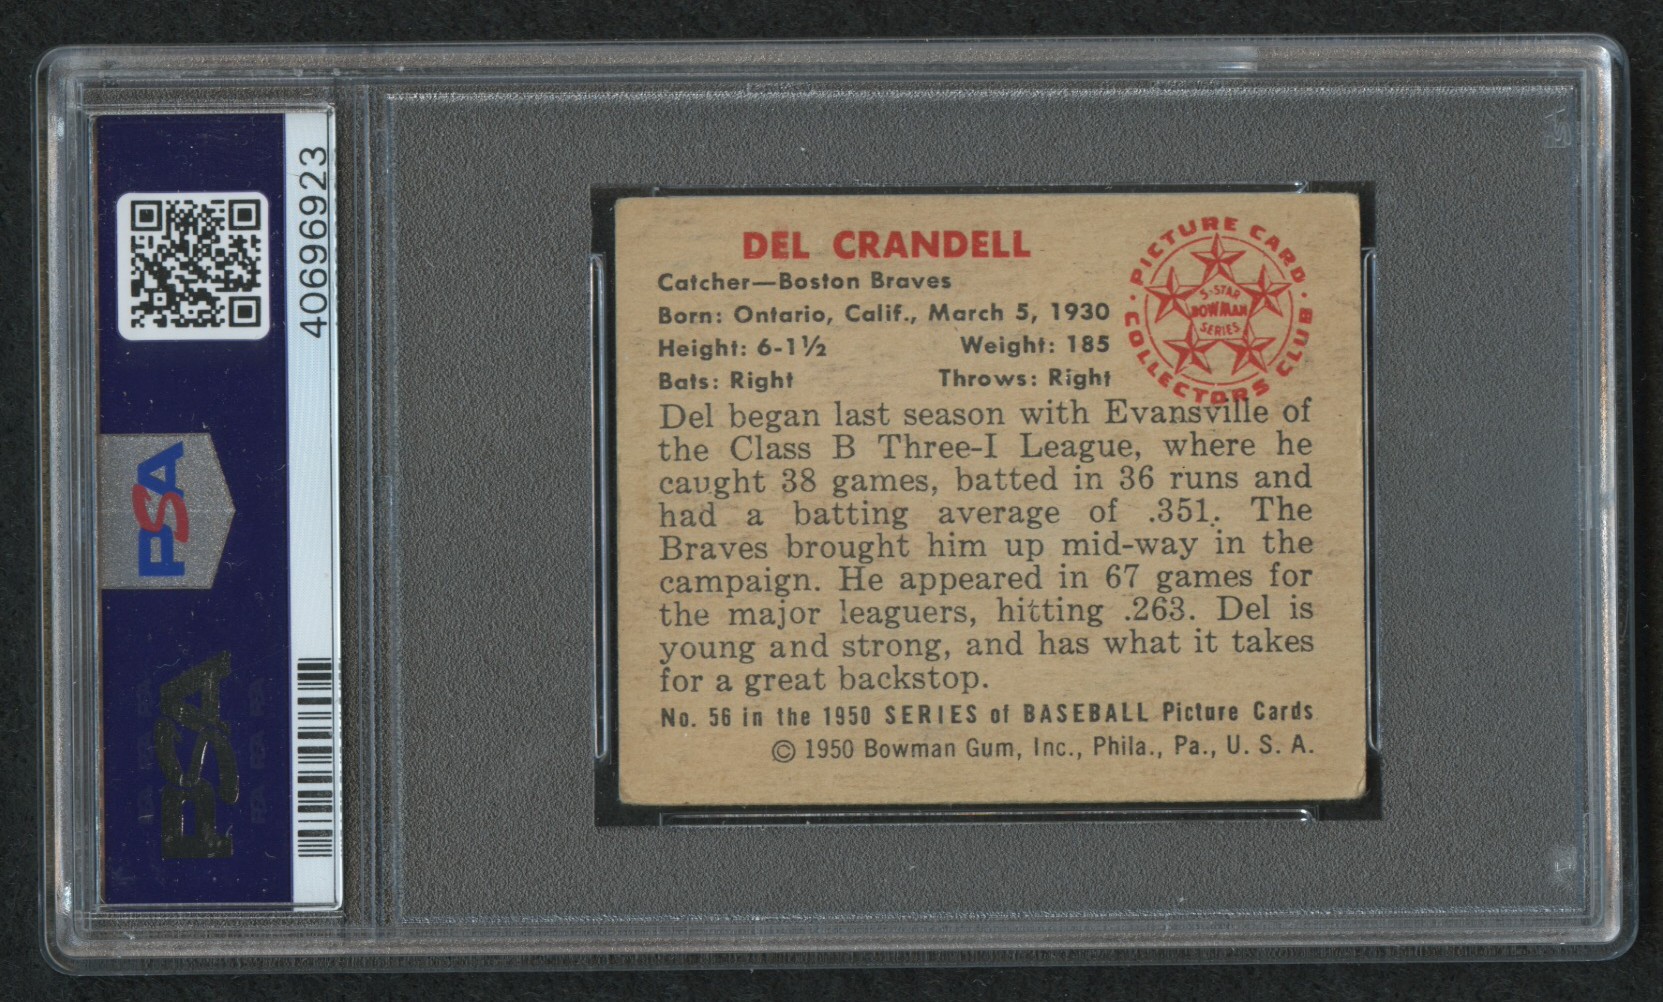 40696923
PSA
PSA
DEL CRANDELL
Catcher—Boston Braves
Born: Ontario, Calif., March 5, 1930
Height: 6-1½ Weight: 185
Bats: Right Throws: Right
PICTURE CARD COLLECTORS CLUB
5-STAR
BOWMAN
SERIES
Del began last season with Evansville of
the Class B Three-I League, where he
caught 38 games, batted in 36 runs and
had a batting average of .351. The
Braves brought him up mid-way in the
campaign. He appeared in 67 games for
the major leaguers, hitting .263. Del is
young and strong, and has what it takes
for a great backstop.
No. 56 in the 1950 SERIES of BASEBALL Picture Cards
© 1950 Bowman Gum, Inc., Phila., Pa., U. S. A.